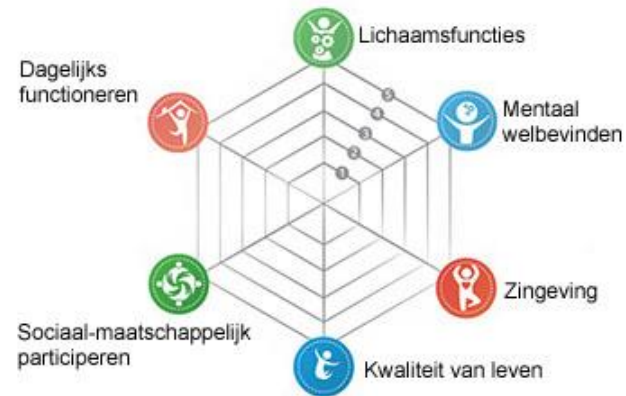 Lichaamsfuncties
Dagelijks
functioneren
Mentaal
welbevinden
5
4
3
2
1
Zingeving
Sociaal-maatschappelijk
participeren
Kwaliteit van leven